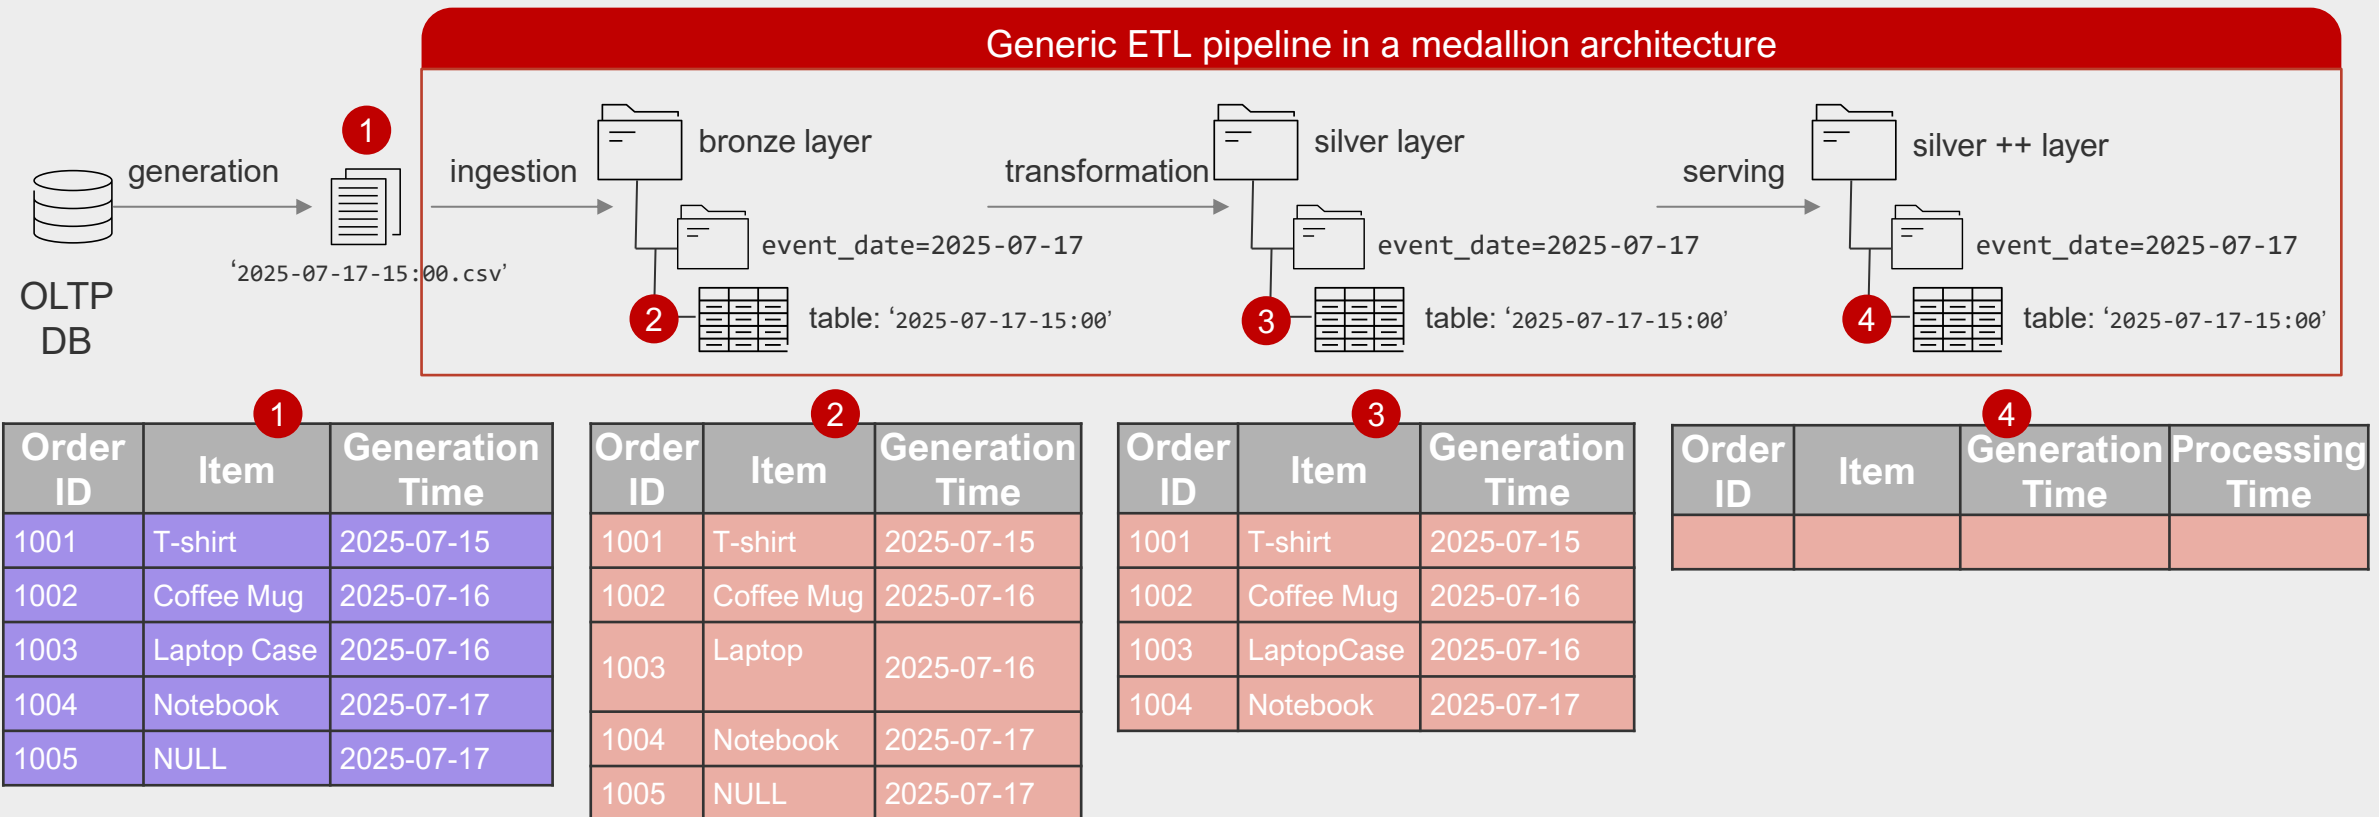 Generic ETL pipeline in a medallion architecture
1
generation
ingestion
bronze layer
transformation
silver layer
serving
silver ++ layer
OLTP
DB
‘2025-07-17-15:00.csv’
event_date=2025-07-17
event_date=2025-07-17
event_date=2025-07-17
2
table: ‘2025-07-17-15:00’
3
table: ‘2025-07-17-15:00’
4
table: ‘2025-07-17-15:00’
1
Order ID Item Generation Time
1001 T-shirt 2025-07-15
1002 Coffee Mug 2025-07-16
1003 Laptop Case 2025-07-16
1004 Notebook 2025-07-17
1005 NULL 2025-07-17
2
Order ID Item Generation Time
1001 T-shirt 2025-07-15
1002 Coffee Mug 2025-07-16
1003 Laptop 2025-07-16
1004 Notebook 2025-07-17
1005 NULL 2025-07-17
3
Order ID Item Generation Time
1001 T-shirt 2025-07-15
1002 Coffee Mug 2025-07-16
1003 LaptopCase 2025-07-16
1004 Notebook 2025-07-17
4
Order ID Item Generation Time Processing Time